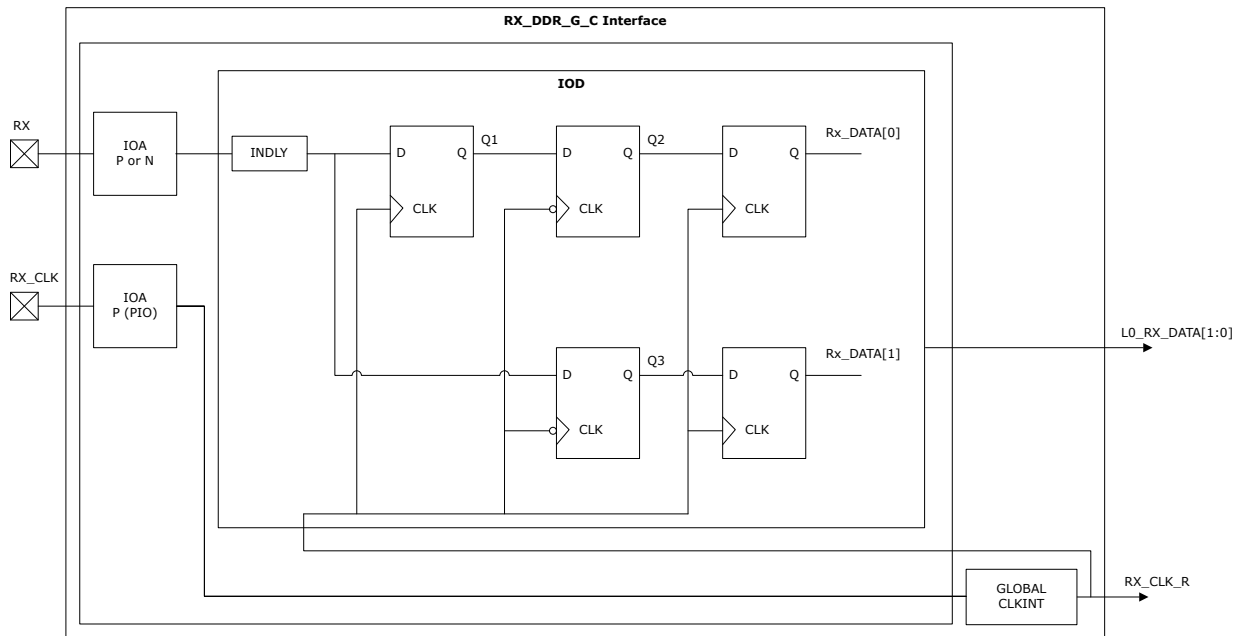 RX_DDR_G_C Interface
IOD
RX
IOA
P or N
INDLY
D
Q
CLK
Q1
D
Q
CLK
Q2
D
Q
CLK
Rx_DATA[0]
RX_CLK
IOA
P (PIO)
D
Q
CLK
Q3
D
Q
CLK
Rx_DATA[1]
L0_RX_DATA[1:0]
GLOBAL
CLKINT
RX_CLK_R